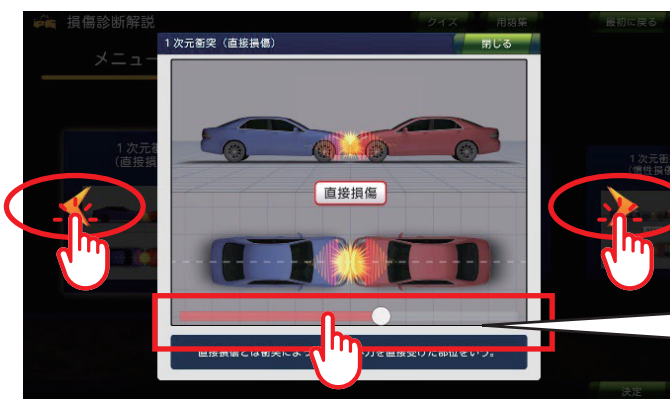 損傷診断解説
クイズ
用語集
最初に戻る
メニュー
1次元衝突(直接損傷)
閉じる
1次元衝
(直接損
直接損傷
1次元衝
(慣性損傷
直接損傷とは衝突によっ
力を直接受けた部位をいう。
決定